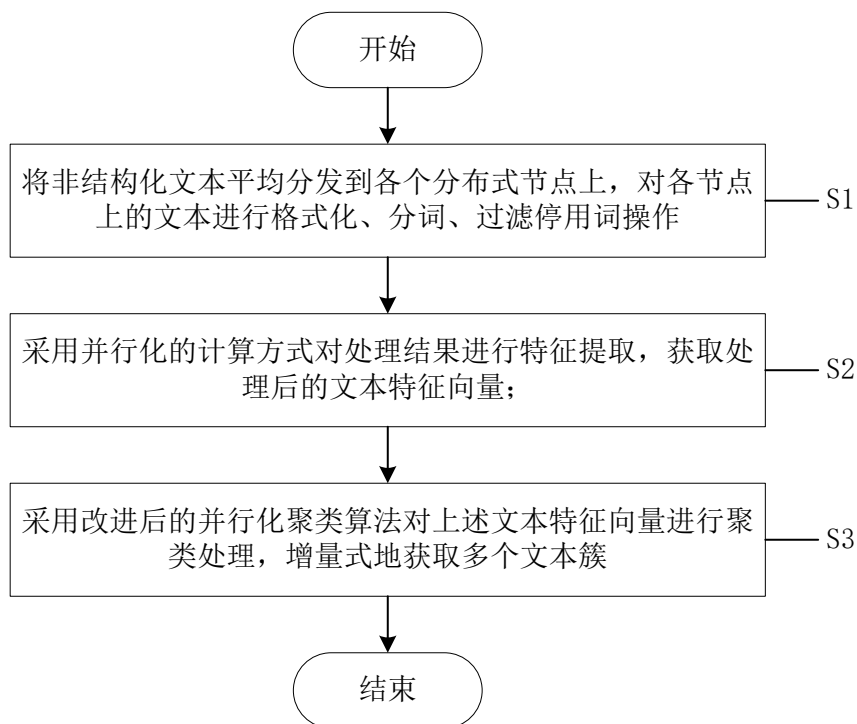 开始
将非结构化文本平均分发到各个分布式节点上，对各节点
上的文本进行格式化、分词、过滤停用词操作
S1
采用并行化的计算方式对处理结果进行特征提取，获取处
理后的文本特征向量；
S2
采用改进后的并行化聚类算法对上述文本特征向量进行聚
类处理，增量式地获取多个文本簇
S3
结束